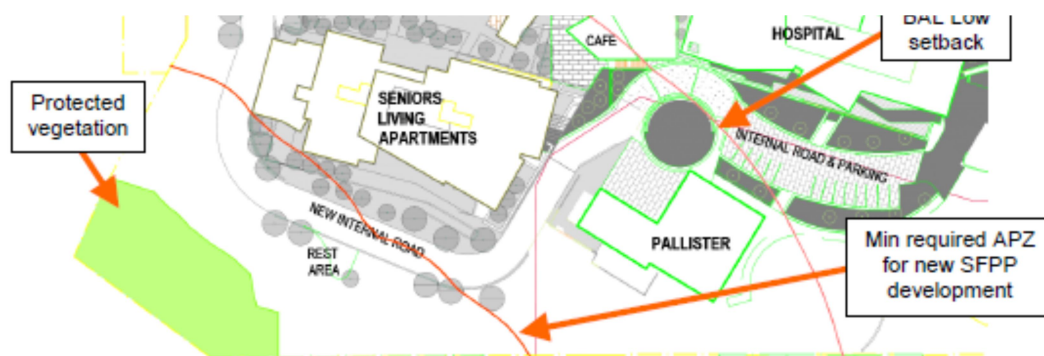 BAL Low
setback
HOSPITAL
CAFE
Protected
vegetation
SENIORS
LIVING
APARTMENTS
INTERNAL ROAD & PARKING
NEW INTERNAL ROAD
REST
AREA
PALLISTER
Min required APZ
for new SFPP
development